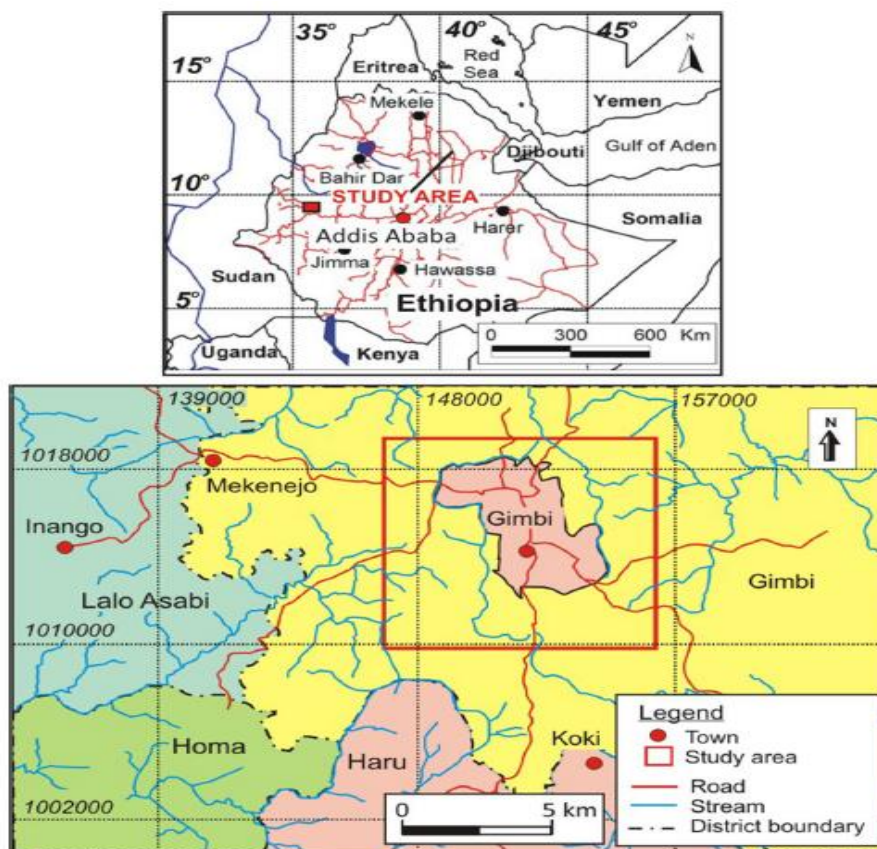 35° 40° 45°
N
15°
Eritrea
Red
Sea
Mekele
Yemen
Djibouti
Gulf of Aden
10°
Bahir Dar
STUDY AREA
Somalia
Addis Ababa
Harer
Jimma
Sudan
Hawassa
5°
Ethiopia
0 300 600 Km
Uganda
Kenya
139000 148000 157000
N
1018000
Mekenejo
Inango
Gimbi
Gimbi
Lalo Asabi
1010000
Legend
Town
Study area
Road
Stream
District boundary
Homa
Haru
Koki
1002000
0 5 km